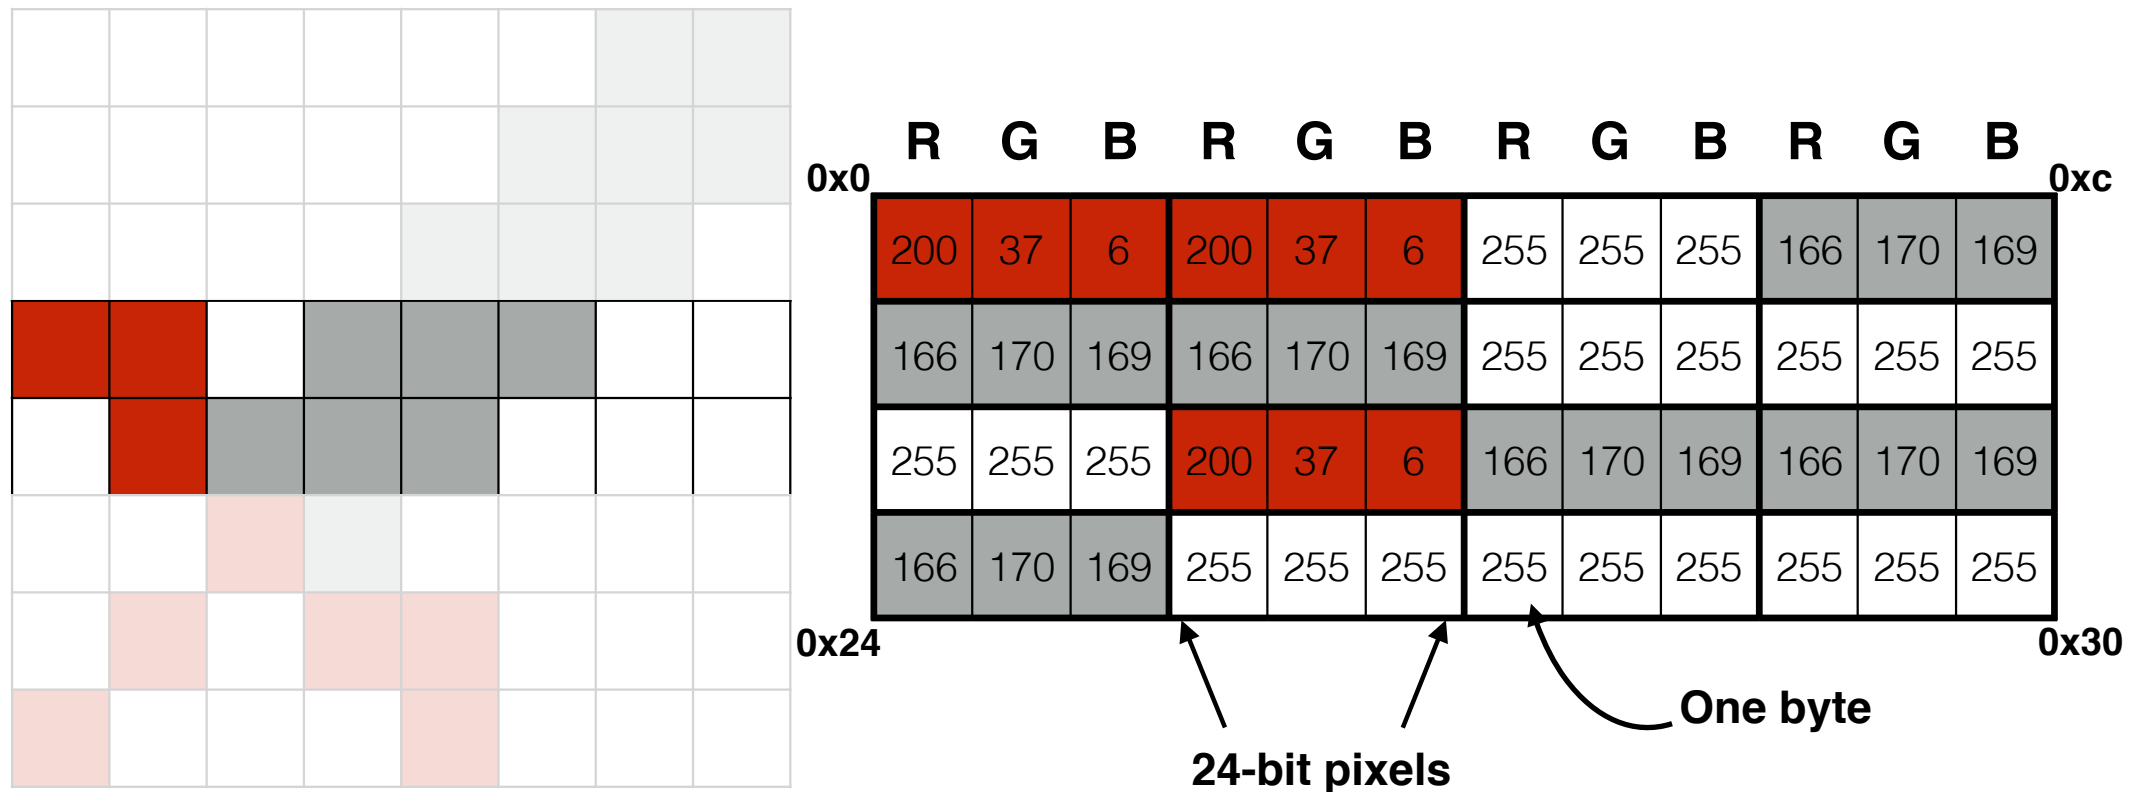 R G B R G B R G B R G B
0x0 0xc
200 37 6 200 37 6 255 255 255 166 170 169
166 170 169 166 170 169 255 255 255 255 255 255
255 255 255 200 37 6 166 170 169 166 170 169
166 170 169 255 255 255 255 255 255 255 255 255
0x24 0x30
One byte
24-bit pixels